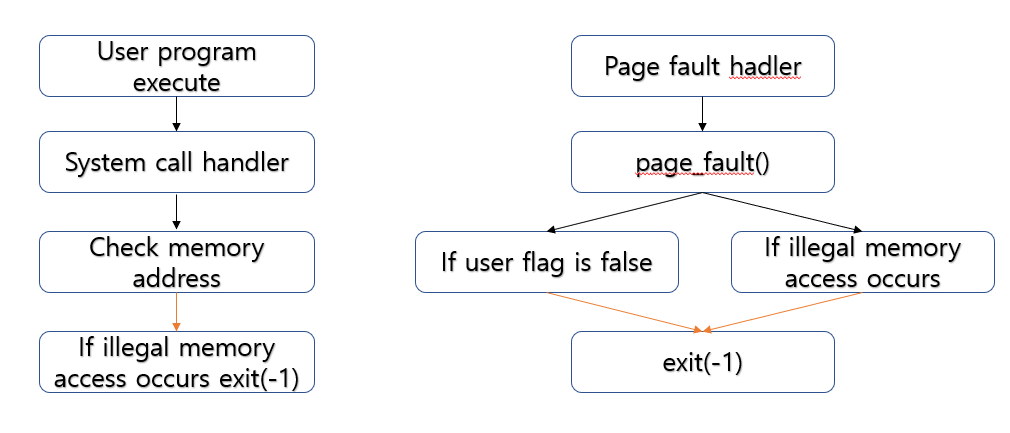 User program
execute
System call handler
Check memory
address
If illegal memory
access occurs exit(-1)
Page fault hadler
page_fault()
If user flag is false
If illegal memory
access occurs
exit(-1)